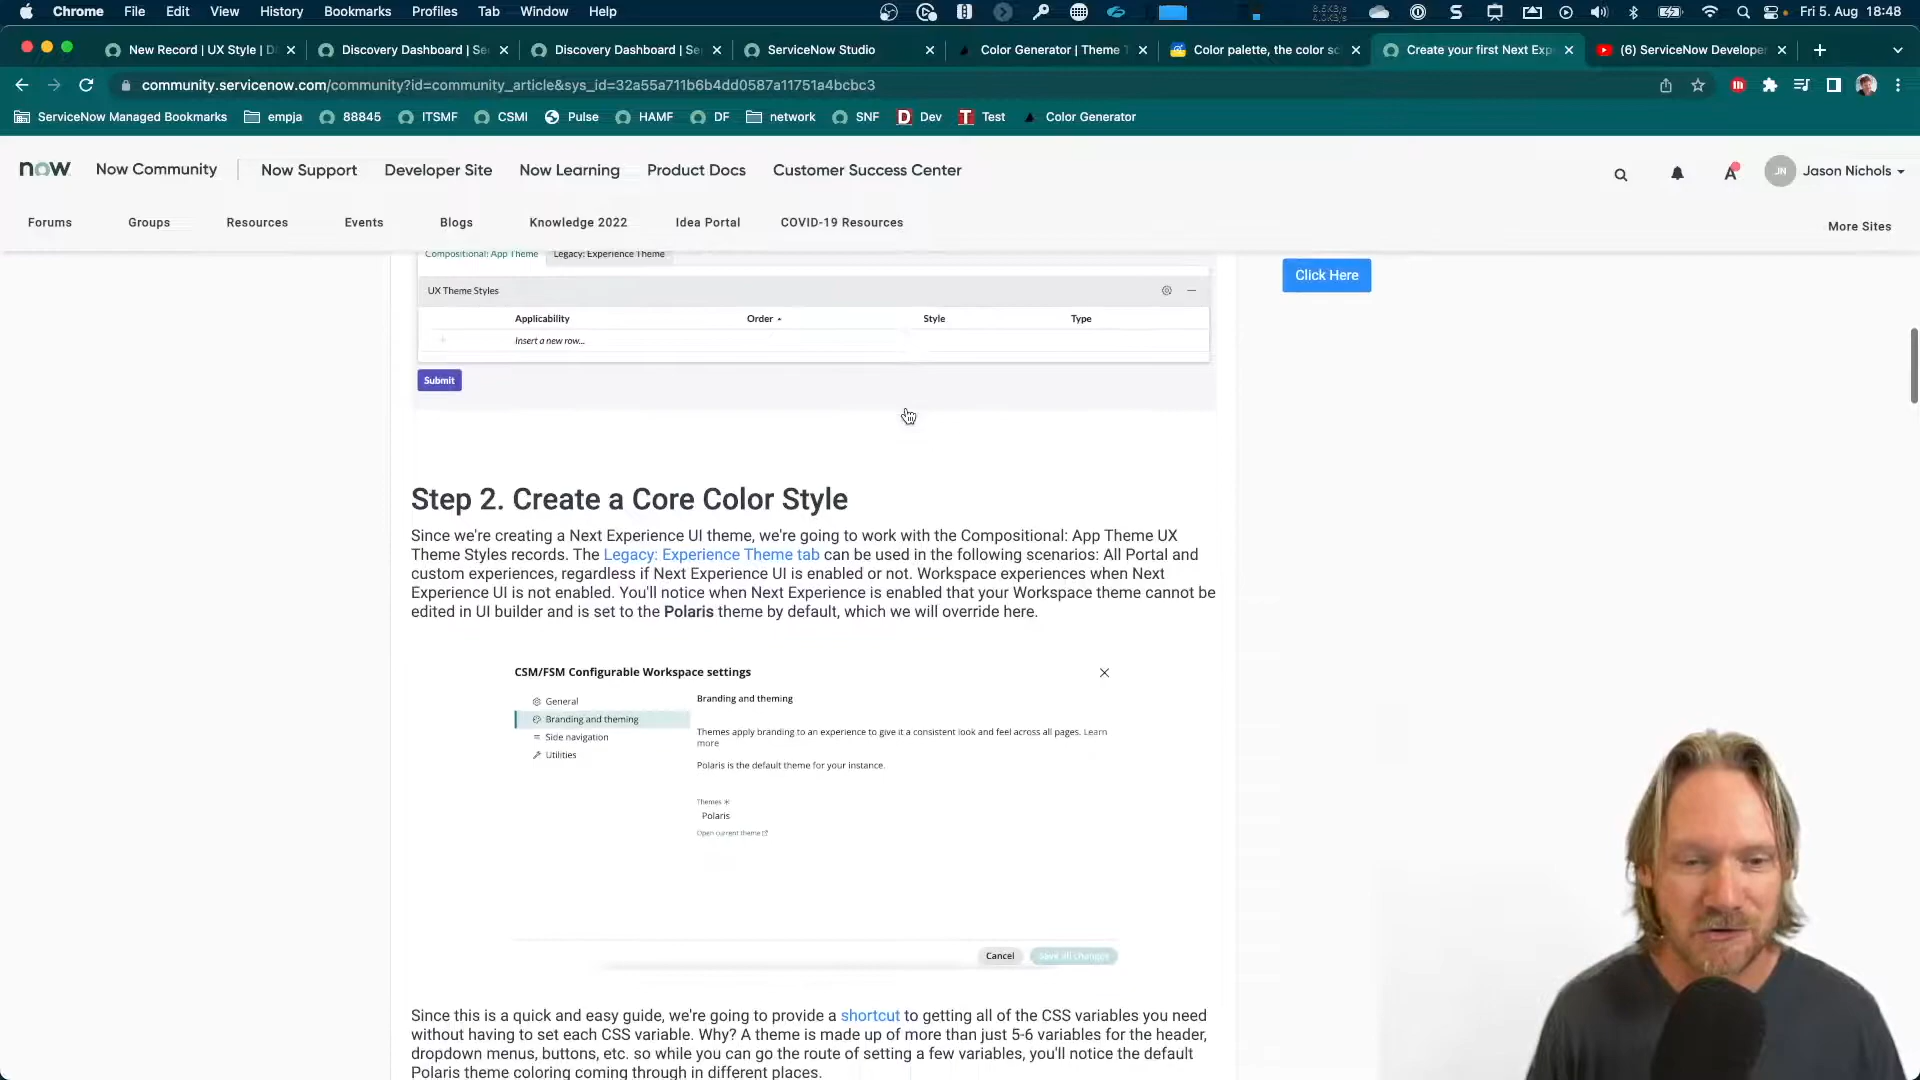 Chrome File Edit View History Bookmarks Profiles Tab Window Help
Fri 5. Aug 18:48
New Record | UX Style | D
Discovery Dashboard | Se
Discovery Dashboard | Se
ServiceNow Studio
Color Generator | Theme T
Color palette, the color sc
Create your first Next Exp
(6) ServiceNow Develope
community.servicenow.com/community?id=community_article&sys_id=32a55a711b6b4dd0587a11751a4bcbc3
ServiceNow Managed Bookmarks empja 88845 ITSMF CSMI Pulse HAMF DF network SNF Dev Test Color Generator
now Now Community Now Support Developer Site Now Learning Product Docs Customer Success Center
JN Jason Nichols
Forums Groups Resources Events Blogs Knowledge 2022 Idea Portal COVID-19 Resources
More Sites
Compositional: App Theme Legacy: Experience Theme
Click Here
UX Theme Styles
Applicability Order Style Type
Insert a new row...
Submit
Step 2. Create a Core Color Style
Since we're creating a Next Experience UI theme, we're going to work with the Compositional: App Theme UX
Theme Styles records. The Legacy: Experience Theme tab can be used in the following scenarios: All Portal and
custom experiences, regardless if Next Experience UI is enabled or not. Workspace experiences when Next
Experience UI is not enabled. You'll notice when Next Experience is enabled that your Workspace theme cannot be
edited in UI builder and is set to the Polaris theme by default, which we will override here.
CSM/FSM Configurable Workspace settings
General
Branding and theming
Side navigation
Utilities
Branding and theming
Themes apply branding to an experience to give it a consistent look and feel across all pages. Learn
more
Polaris is the default theme for your instance.
Themes
Polaris
Open current theme
Cancel Save all changes
Since this is a quick and easy guide, we're going to provide a shortcut to getting all of the CSS variables you need
without having to set each CSS variable. Why? A theme is made up of more than just 5-6 variables for the header,
dropdown menus, buttons, etc. so while you can go the route of setting a few variables, you'll notice the default
Polaris theme coloring coming through in different places.